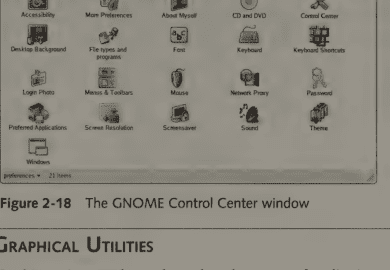 Accessibility More Preferences About Myself CD and DVD Control Center
Desktop Background File types and Font Keyboard Keyboard Shortcuts
programs
Login Photo Menus & Toolbars Mouse Network Proxy Password
Preferred Applications Screen Resolution Screensaver Sound Theme
Windows
preferences 21 items
Figure 2-18 The GNOME Control Center window
GRAPHICAL UTILITIES